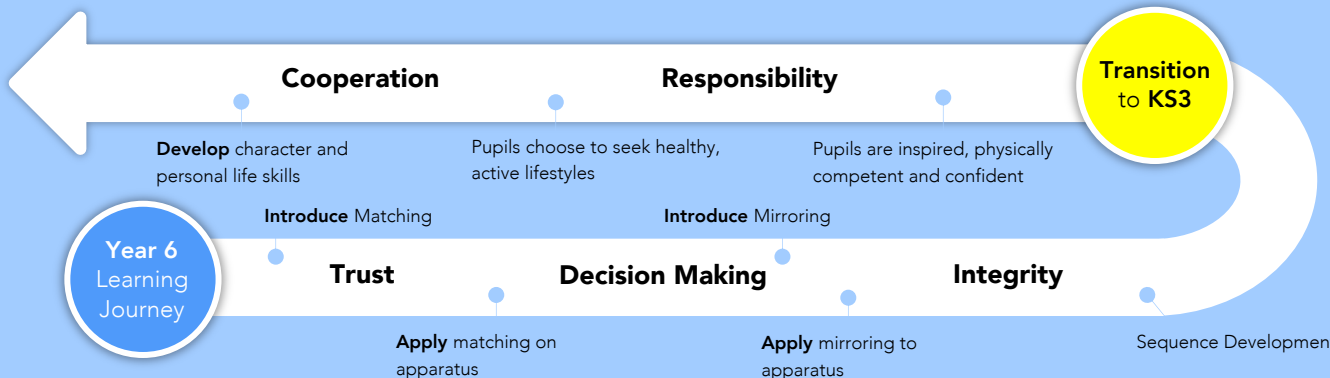 Cooperation
Responsibility
Transition
to KS3
Develop character and
personal life skills
Pupils choose to seek healthy,
active lifestyles
Pupils are inspired, physically
competent and confident
Introduce Matching
Introduce Mirroring
Year 6
Learning
Journey
Trust
Decision Making
Integrity
Apply matching on
apparatus
Apply mirroring to
apparatus
Sequence Developmen